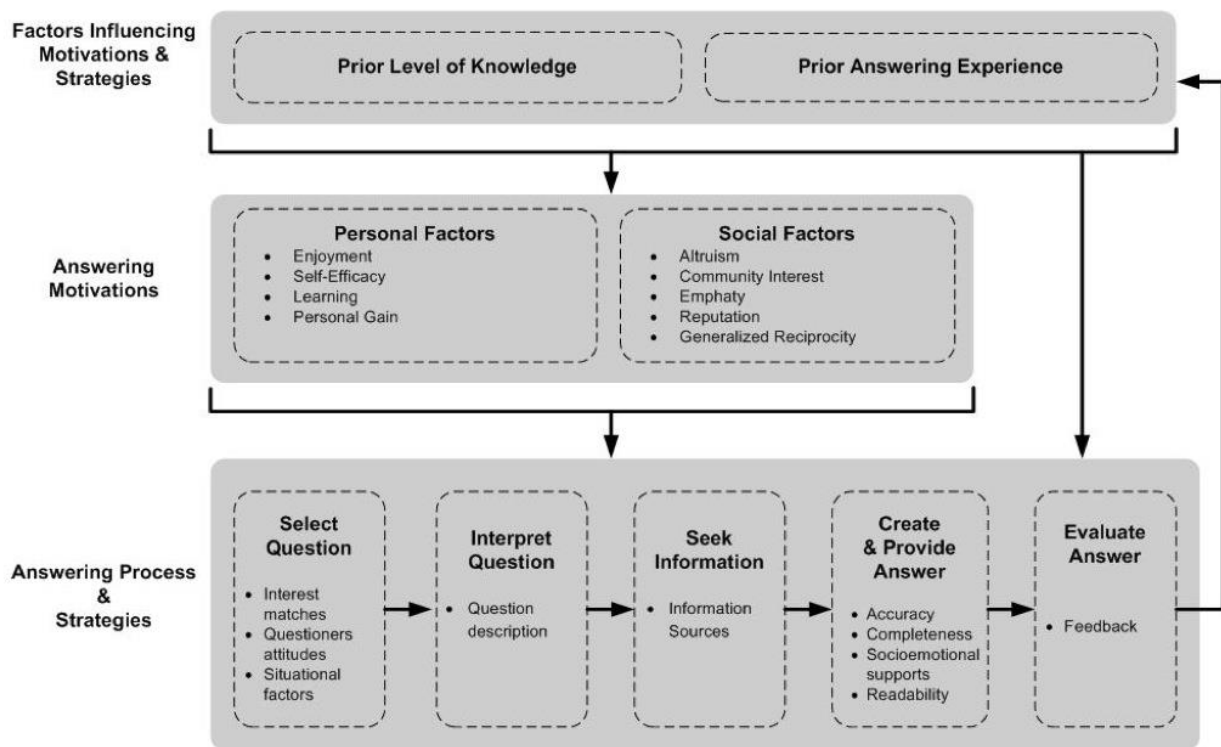 Factors Influencing
Motivations &
Strategies
Prior Level of Knowledge
Prior Answering Experience
Answering
Motivations
Personal Factors
• Enjoyment
• Self-Efficacy
• Learning
• Personal Gain
Social Factors
• Altruism
• Community Interest
• Emphaty
• Reputation
• Generalized Reciprocity
Answering Process
&
Strategies
Select
Question
• Interest
matches
• Questioners
attitudes
• Situational
factors
Interpret
Question
• Question
description
Seek
Information
• Information
Sources
Create
& Provide
Answer
• Accuracy
• Completeness
• Socioemotional
supports
• Readability
Evaluate
Answer
• Feedback